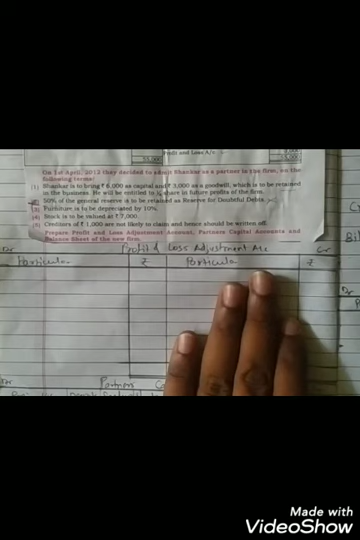 Profit and Loss A/c
On 1st April, 2012 they decided to admit Shankar as a partner in the firm, on the
following terms:
(1) Shankar is to bring ₹ 6,000 as capital and ₹ 3,000 as a goodwill, which is to be retained
in the business. He will be entitled to share in future profits of the firm.
50% of the general reserve is to be retained as Reserve for Doubtful Debts.
(3) Furniture is to be depreciated by 10%.
(4) Stock is to be valued at ₹ 7,000.
(5) Creditors of ₹ 1,000 are not likely to claim and hence should be written off.
Prepare Profit and Loss Adjustment Account, Partners Capital Accounts and
Balance Sheet of the new firm.
Dr Profit & Loss Adjustment A/c Cr
Particular ₹ Particula ₹
Dr Partners
Made with
VideoShow